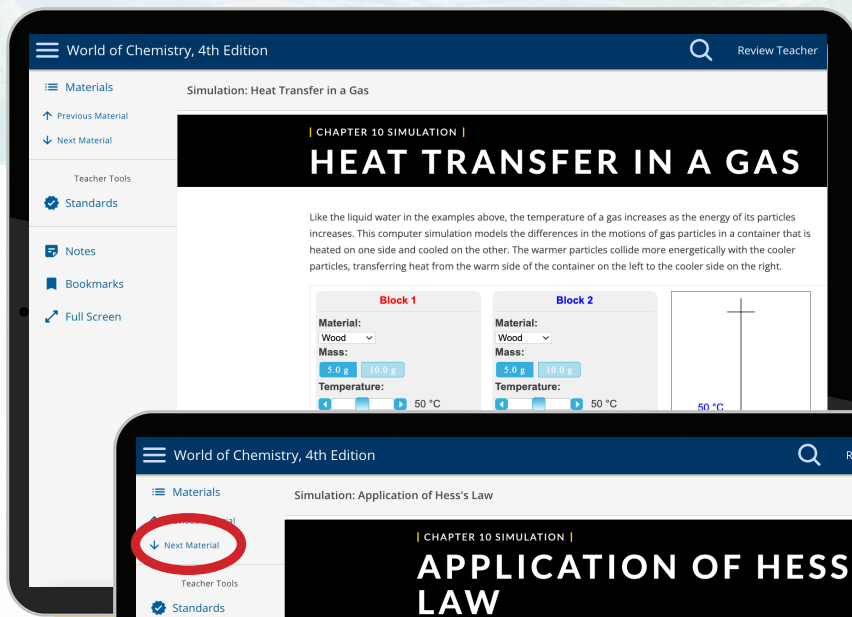 World of Chemistry, 4th Edition
Review Teacher
Materials
Simulation: Heat Transfer in a Gas
Previous Material
Next Material
Teacher Tools
Standards
Notes
Bookmarks
Full Screen
| CHAPTER 10 SIMULATION |
HEAT TRANSFER IN A GAS
Like the liquid water in the examples above, the temperature of a gas increases as the energy of its particles
increases. This computer simulation models the differences in the motions of gas particles in a container that is
heated on one side and cooled on the other. The warmer particles collide more energetically with the cooler
particles, transferring heat from the warm side of the container on the left to the cooler side on the right.
Block 1
Material:
Wood
Mass:
5.0 g 10.0 g
Temperature:
50 °C
Block 2
Material:
Wood
Mass:
5.0 g 10.0 g
Temperature:
50 °C
50 °C
World of Chemistry, 4th Edition
R
Materials
Simulation: Application of Hess's Law
Next Material
Teacher Tools
Standards
| CHAPTER 10 SIMULATION |
APPLICATION OF HESS
LAW